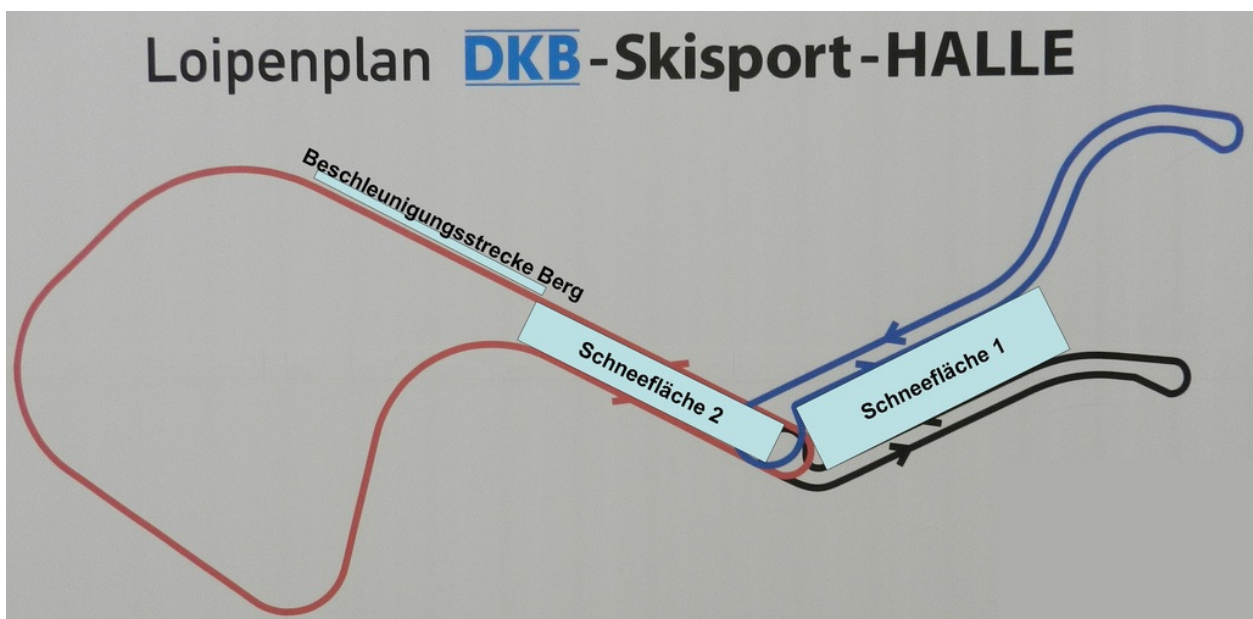 Loipenplan DKB-Skisport-HALLE
Beschleunigungsstrecke Berg
Schneefläche 2
Schneefläche 1